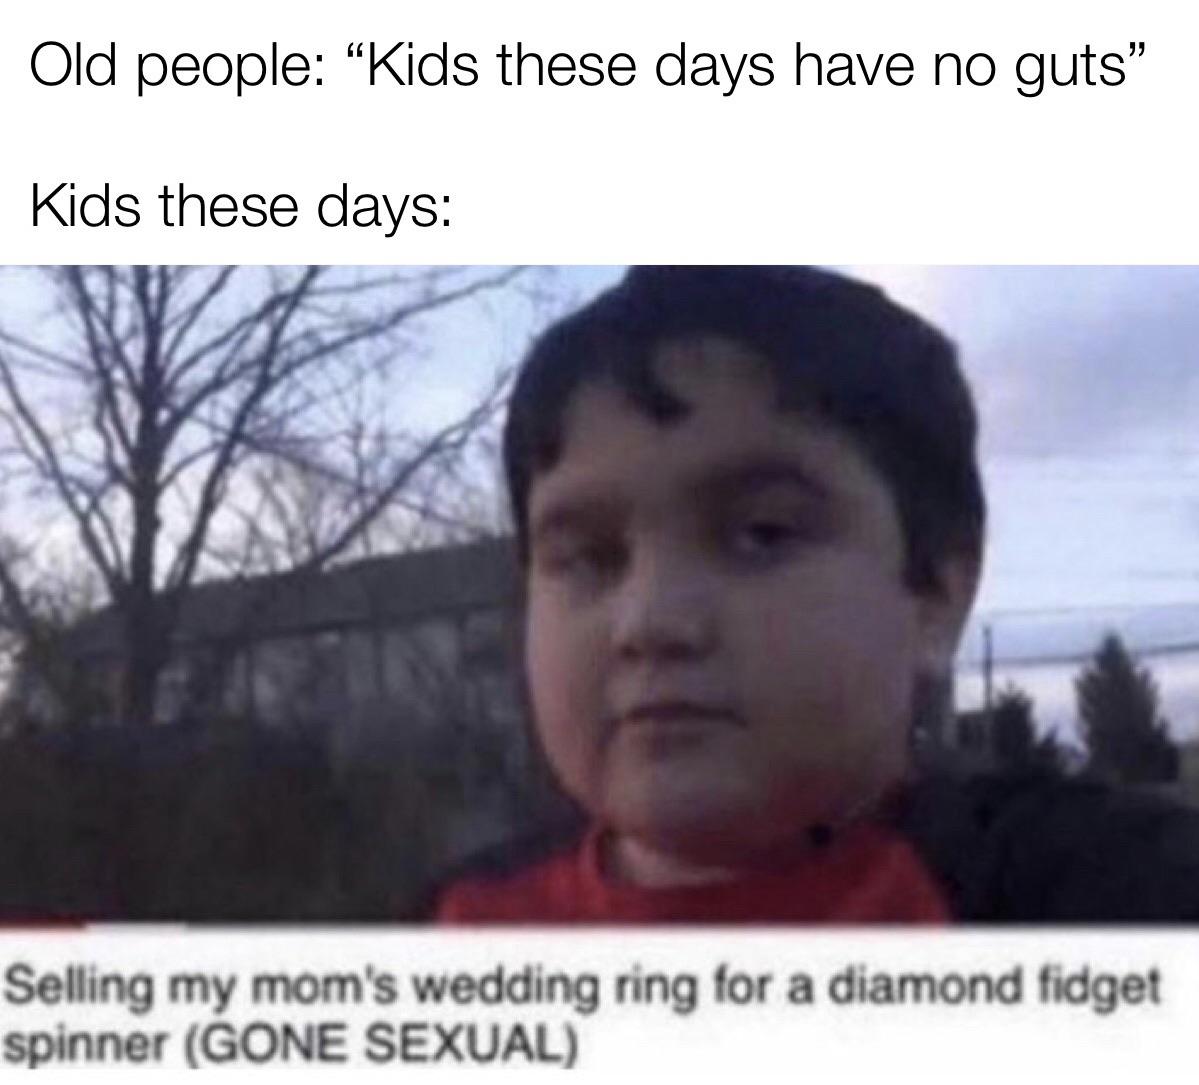 Old people: “Kids these days have no guts”
Kids these days:
Selling my mom's wedding ring for a diamond fidget
spinner (GONE SEXUAL)